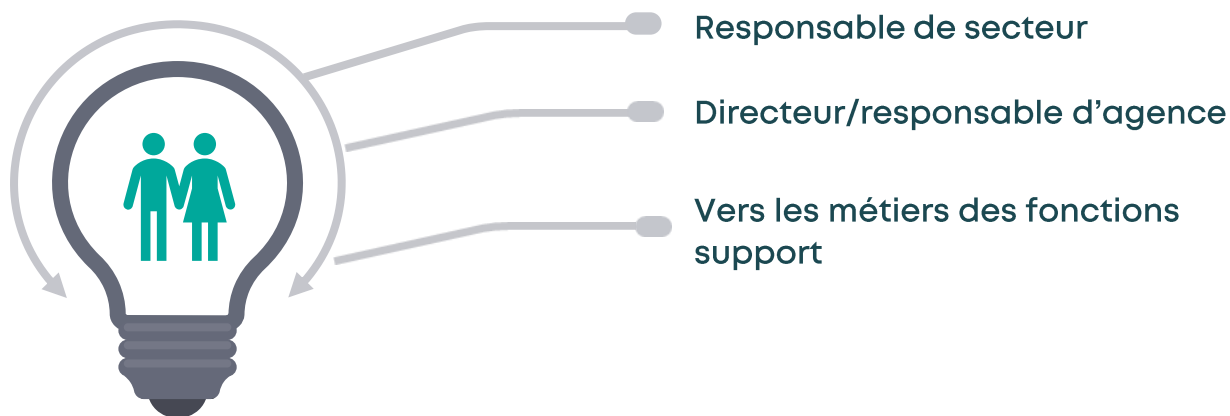 Responsable de secteur
Directeur/responsable d’agence
Vers les métiers des fonctions
support